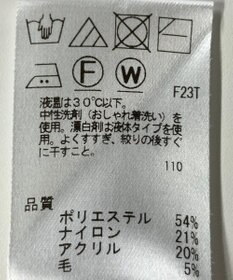 F W
F23T
液温は30℃以下。
中性洗剤(おしゃれ着洗い)を
使用。漂白剤は液体タイプを使
用。よくすすぎ、絞りの後すぐ
に干すこと。
110
品質
ポリエステル 54%
ナイロン 21%
アクリル 20%
毛 5%